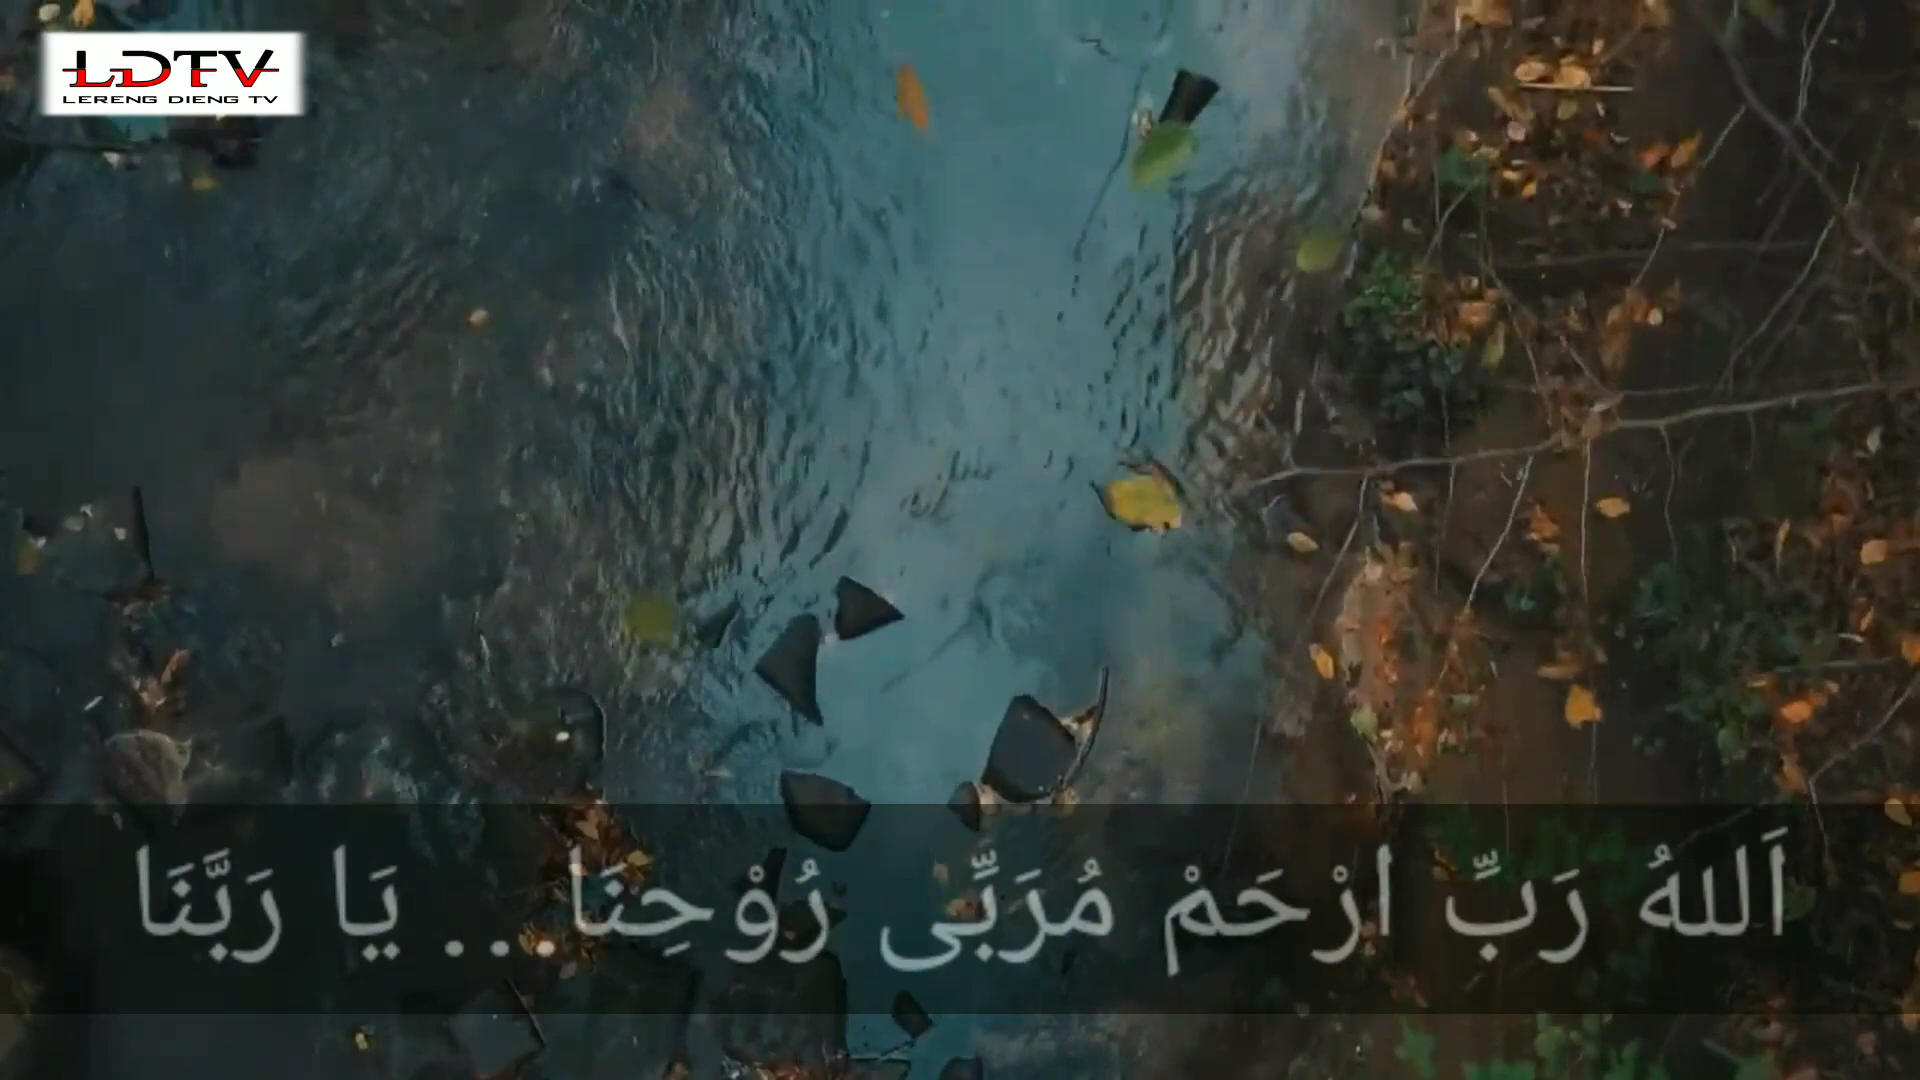 LDTV
LERENG DIENG TV
اَللهُ رَبِّ ارْحَمْ مُرَبِّى رُوْحِنَا... يَا رَبَّنَا